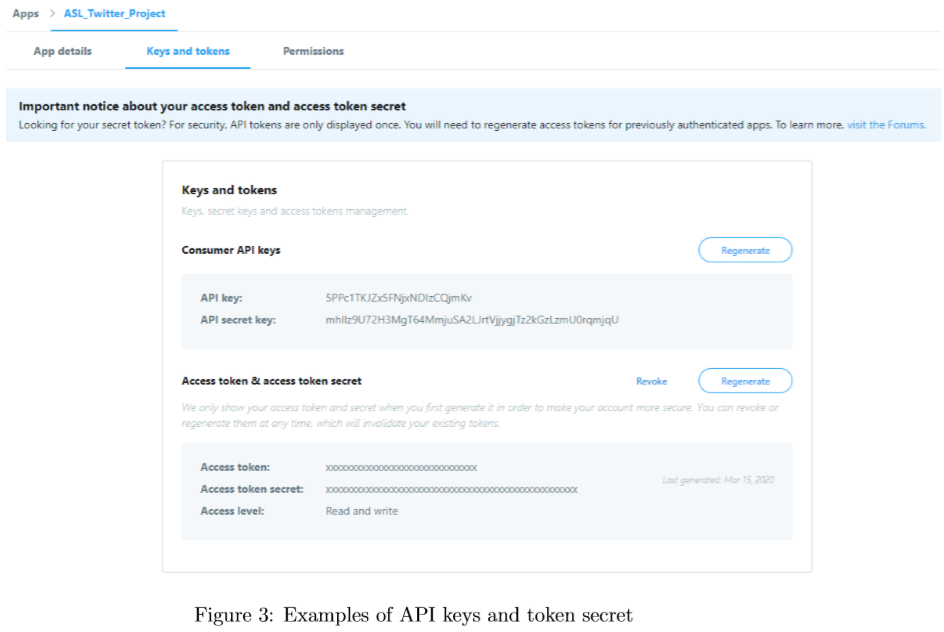 Apps > ASL_Twitter_Project
App details Keys and tokens Permissions
Important notice about your access token and access token secret
Looking for your secret token? For security, API tokens are only displayed once. You will need to regenerate access tokens for previously authenticated apps. To learn more, visit the Forums.
Keys and tokens
Keys, secret keys and access tokens management.
Consumer API keys Regenerate
API key:
API secret key:
Access token & access token secret Revoke Regenerate
We only show your access token and secret when you first generate it in order to make your account more secure. You can revoke or
regenerate them at any time, which will invalidate your existing tokens.
Access token:
Last generated: Mar 15, 2020
Access token secret:
Access level: Read and write
Figure 3: Examples of API keys and token secret